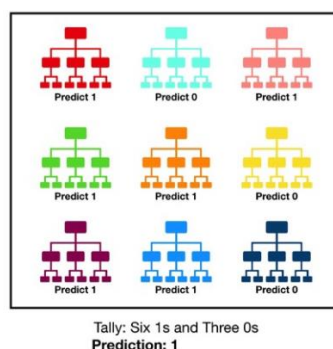 Predict 1 Predict 0 Predict 1
Predict 1 Predict 1 Predict 0
Predict 1 Predict 1 Predict 0
Tally: Six 1s and Three 0s
Prediction: 1